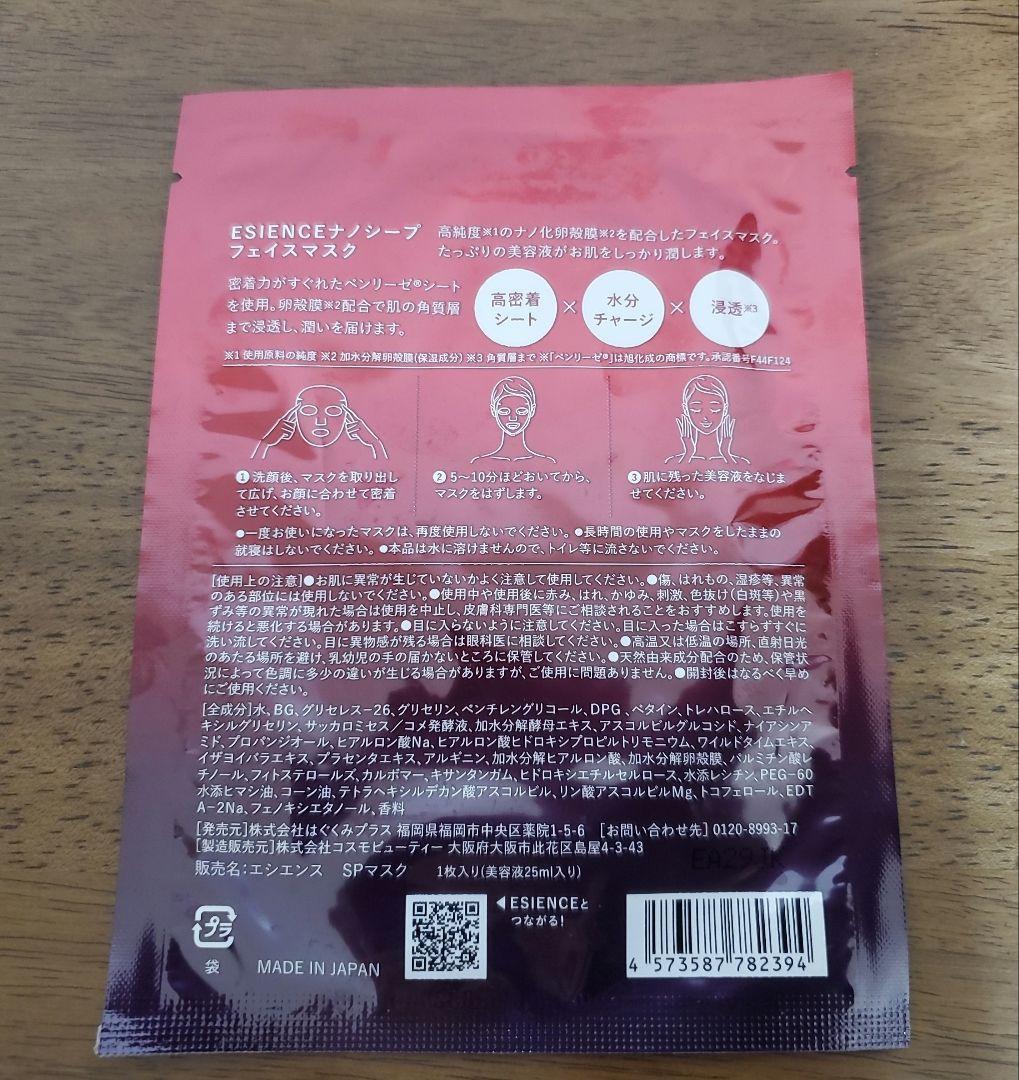 ESIENCEナノシープ
フェイスマスク
高純度※1のナノ化卵殻膜※2を配合したフェイスマスク。
たっぷりの美容液がお肌をしっかり潤します。
密着力がすぐれたベンリーゼ®シート
を使用。卵殻膜※2配合で肌の角質層
まで浸透し、潤いを届けます。
高密着
シート
×
水分
チャージ
×
浸透※3
※1 使用原料の純度 ※2 加水分解卵殻膜(保湿成分) ※3 角質層まで ※「ベンリーゼ®」は旭化成の商標です。承認番号F44F124
❶ 洗顔後、マスクを取り出し
て広げ、お顔に合わせて密着
させてください。
❷ 5〜10分ほどおいてから、
マスクをはずします。
❸ 肌に残った美容液をなじま
せてください。
●一度お使いになったマスクは、再度使用しないでください。●長時間の使用やマスクをしたままの
就寝はしないでください。●本品は水に溶けませんので、トイレ等に流さないでください。
[使用上の注意]●お肌に異常が生じていないかよく注意して使用してください。●傷、はれもの、湿疹等、異常
のある部位には使用しないでください。●使用中や使用後に赤み、はれ、かゆみ、刺激、色抜け(白斑等)や黒
ずみ等の異常が現れた場合は使用を中止し、皮膚科専門医等にご相談されることをおすすめします。使用を
続けると悪化する場合があります。●目に入らないように注意してください。目に入った場合はこすらずすぐに
洗い流してください。目に異物感が残る場合は眼科医に相談してください。●高温又は低温の場所、直射日光
のあたる場所を避け、乳幼児の手の届かないところに保管してください。●天然由来成分配合のため、保管状
況によって色調に多少の違いが生じる場合がありますが、ご使用に問題ありません。●開封後はなるべく早め
にご使用ください。
[全成分]水、BG、グリセレス-26、グリセリン、ペンチレングリコール、DPG、ベタイン、トレハロース、エチルヘ
キシルグリセリン、サッカロミセス／コメ発酵液、加水分解酵母エキス、アスコルビルグルコシド、ナイアシンア
ミド、プロパンジオール、ヒアルロン酸Na、ヒアルロン酸ヒドロキシプロピルトリモニウム、ワイルドタイムエキス、
イザヨイバラエキス、プラセンタエキス、アルギニン、加水分解ヒアルロン酸、加水分解卵殻膜、パルミチン酸レ
チノール、フィトステロールズ、カルボマー、キサンタンガム、ヒドロキシエチルセルロース、水添レシチン、PEG-60
水添ヒマシ油、コーン油、テトラヘキシルデカン酸アスコルビル、リン酸アスコルビルMg、トコフェロール、EDT
A-2Na、フェノキシエタノール、香料
[発売元]株式会社はぐくみプラス 福岡県福岡市中央区薬院1-5-6 [お問い合わせ先] 0120-8993-17
[製造販売元]株式会社コスモビューティー 大阪府大阪市此花区島屋4-3-43
販売名：エシエンス SPマスク 1枚入り(美容液25ml入り)
プラ
袋
MADE IN JAPAN
◀ESIENCEと
つながる!
4 573587 782394